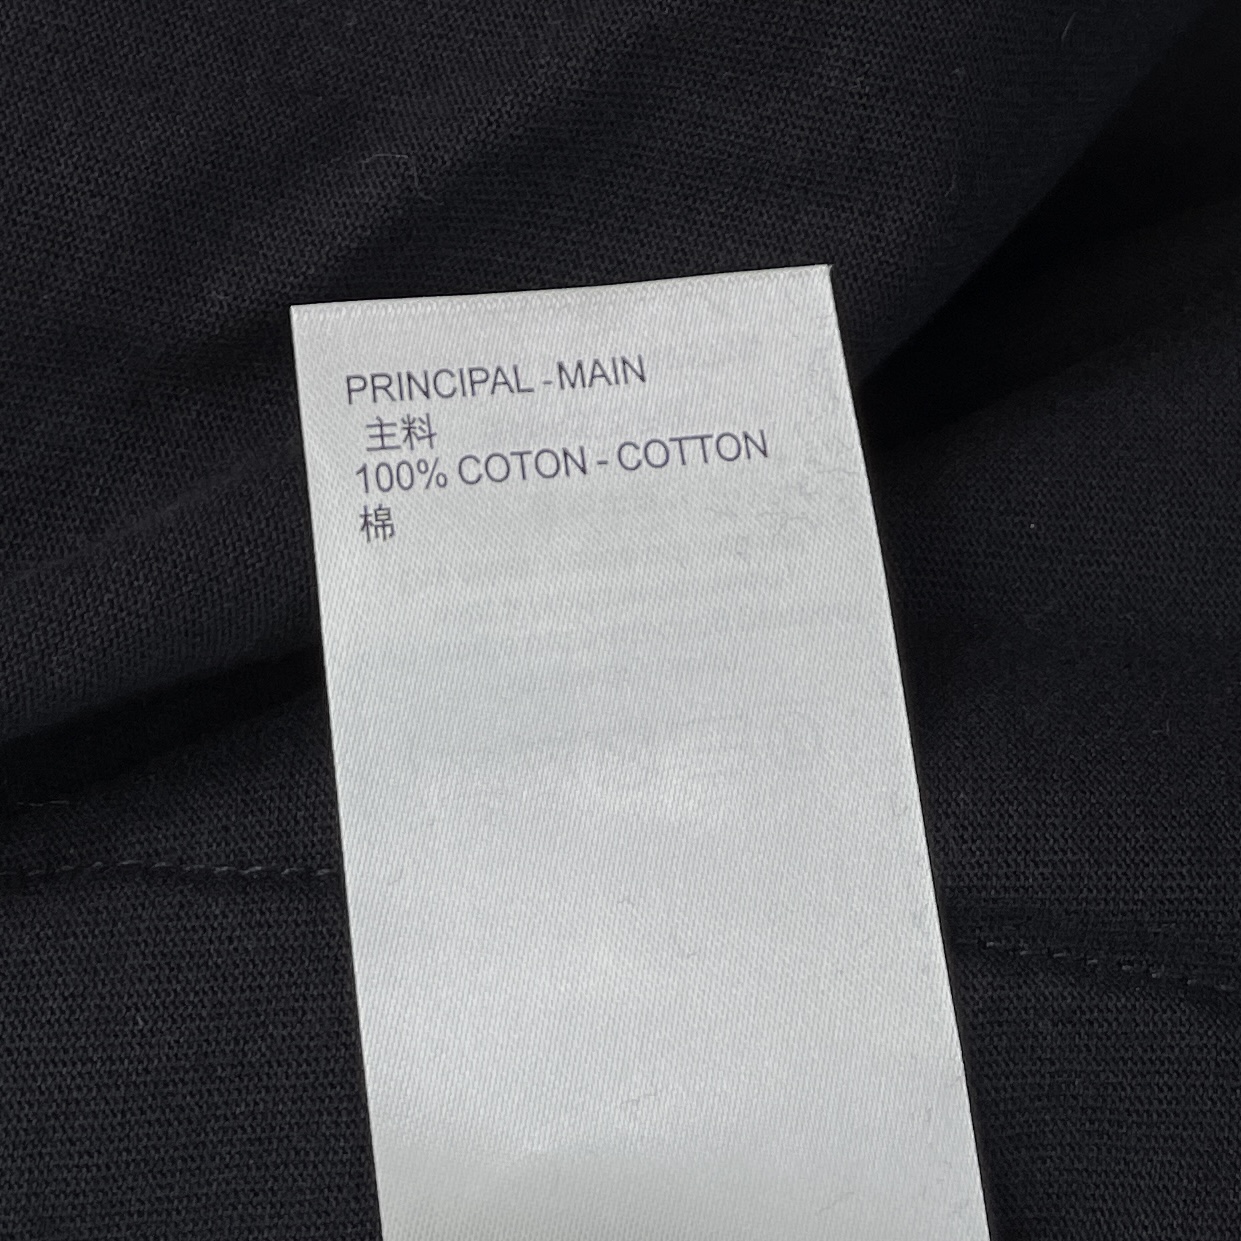 PRINCIPAL - MAIN
主料
100% COTON - COTTON
棉